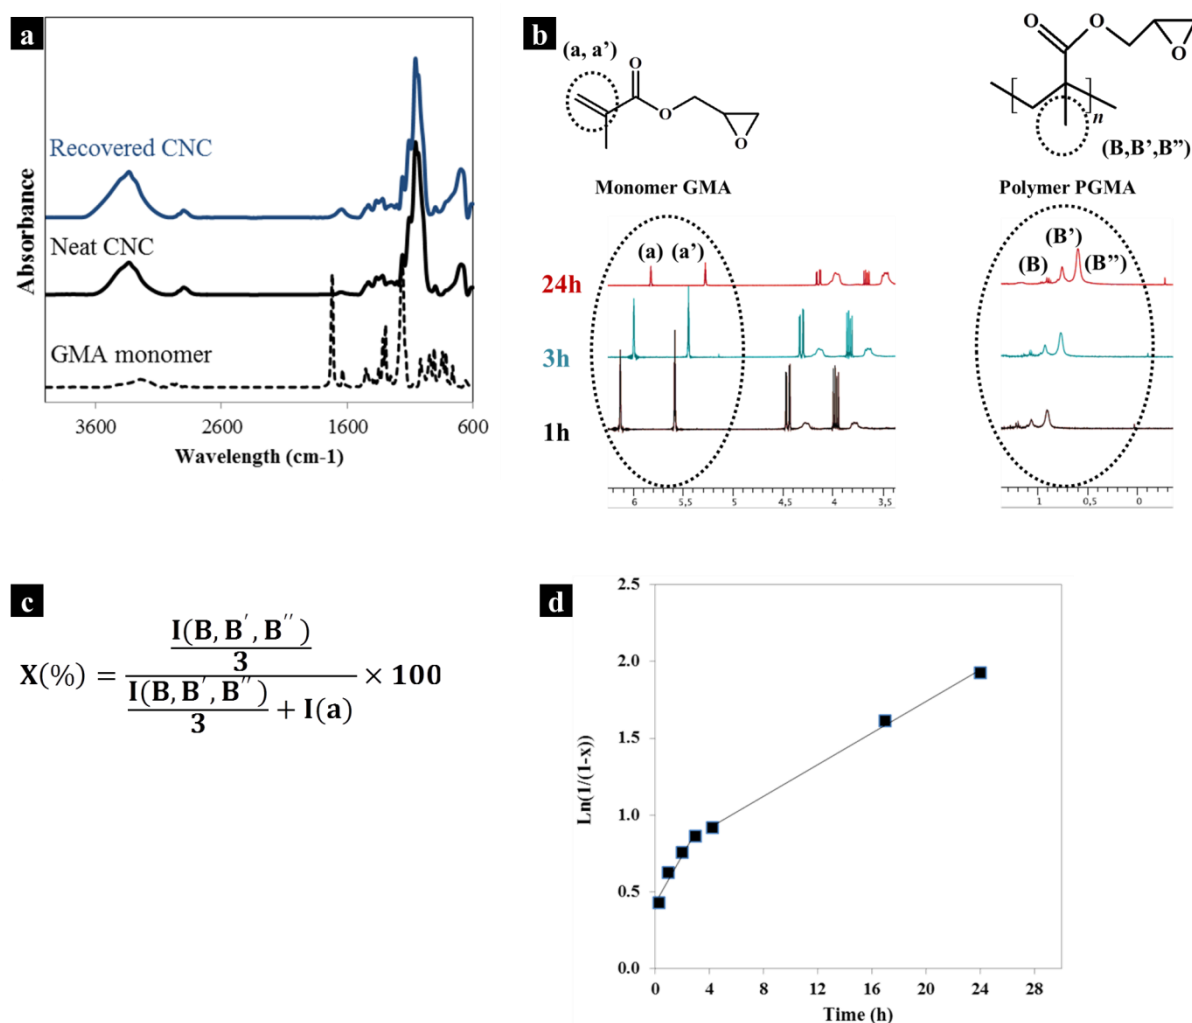 a
Recovered CNC
Neat CNC
GMA monomer
Absorbance
3600 2600 1600 600
Wavelength (cm-1)
b
(a, a’)
O
O
O
Monomer GMA
O
O
O
n
(B,B’,B”)
Polymer PGMA
(a) (a’)
(B’)
(B) (B”)
24h
3h
1h
6 5,5 5 4,5 4 3,5
1 0,5 0
c
X(%) = I(B, B′, B′′)/3 / (I(B, B′, B′′)/3 + I(a)) × 100
d
2.5
2.0
1.5
1.0
0.5
0.0
Ln(1/(1-x))
0 4 8 12 16 20 24 28
Time (h)